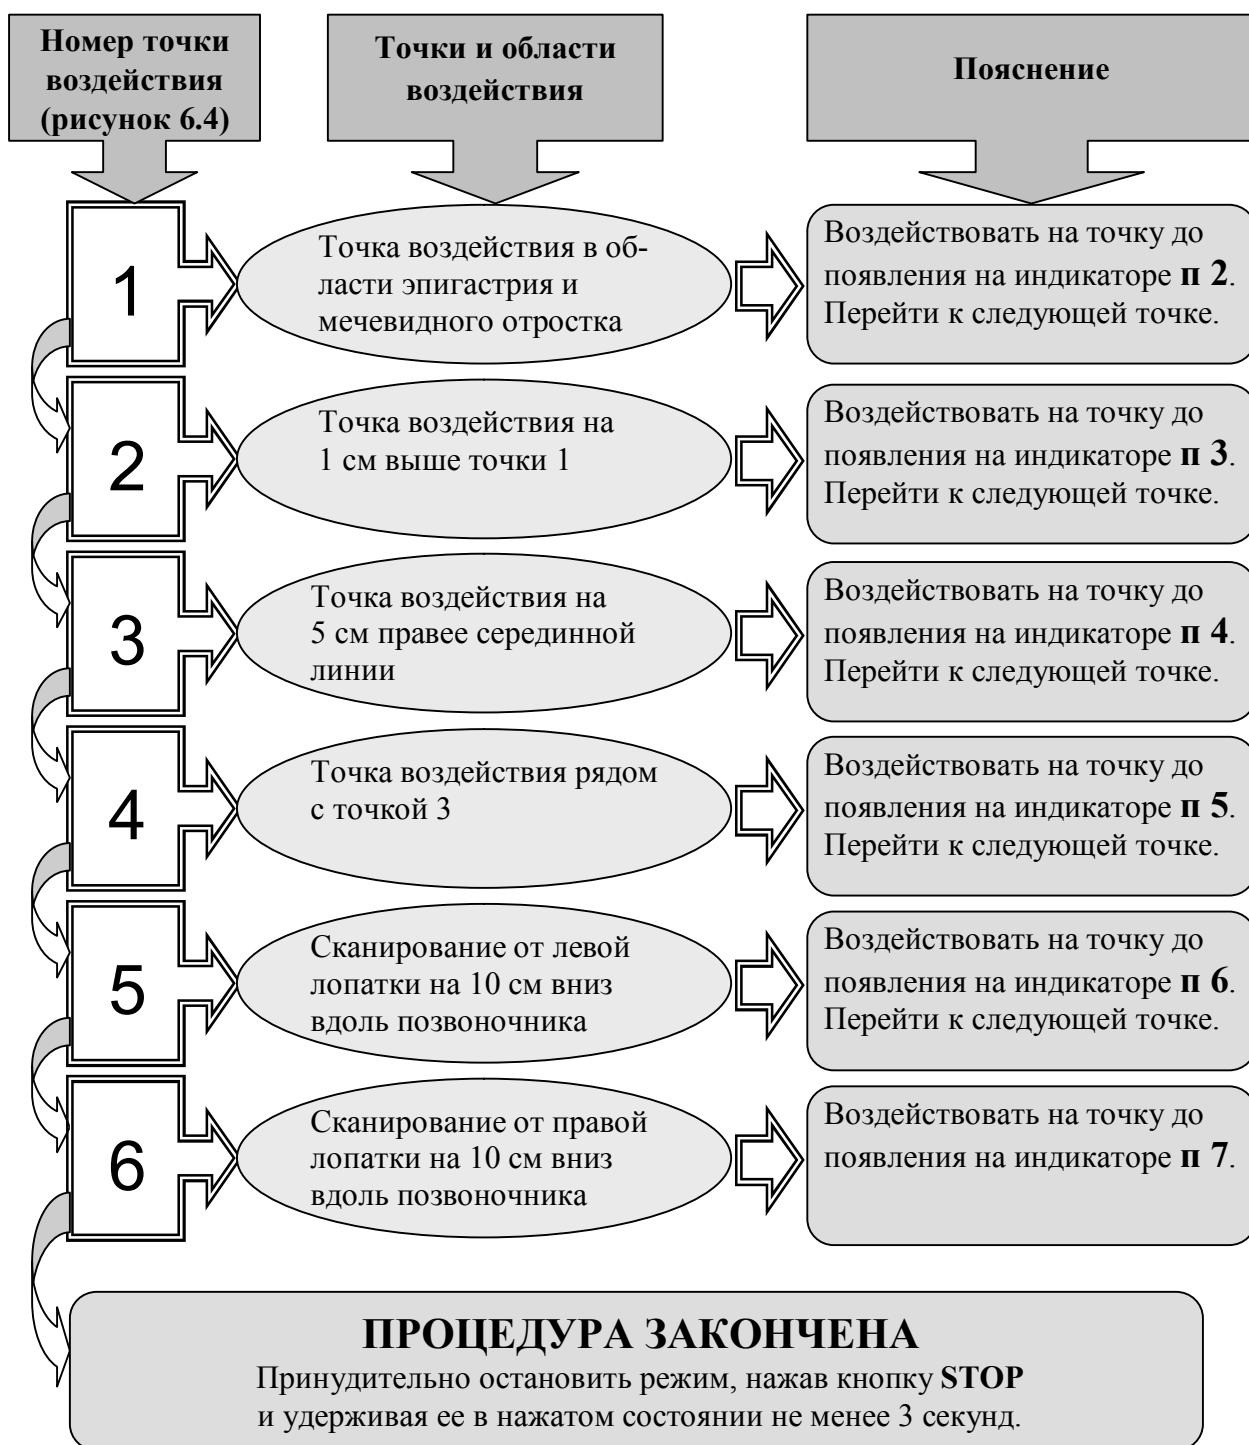 Номер точки
воздействия
(рисунок 6.4)
Точки и области
воздействия
Пояснение
1
Точка воздействия в об-
ласти эпигастрия и
мечевидного отростка
Воздействовать на точку до
появления на индикаторе п 2.
Перейти к следующей точке.
2
Точка воздействия на
1 см выше точки 1
Воздействовать на точку до
появления на индикаторе п 3.
Перейти к следующей точке.
3
Точка воздействия на
5 см правее серединной
линии
Воздействовать на точку до
появления на индикаторе п 4.
Перейти к следующей точке.
4
Точка воздействия рядом
с точкой 3
Воздействовать на точку до
появления на индикаторе п 5.
Перейти к следующей точке.
5
Сканирование от левой
лопатки на 10 см вниз
вдоль позвоночника
Воздействовать на точку до
появления на индикаторе п 6.
Перейти к следующей точке.
6
Сканирование от правой
лопатки на 10 см вниз
вдоль позвоночника
Воздействовать на точку до
появления на индикаторе п 7.
ПРОЦЕДУРА ЗАКОНЧЕНА
Принудительно остановить режим, нажав кнопку STOP
и удерживая ее в нажатом состоянии не менее 3 секунд.